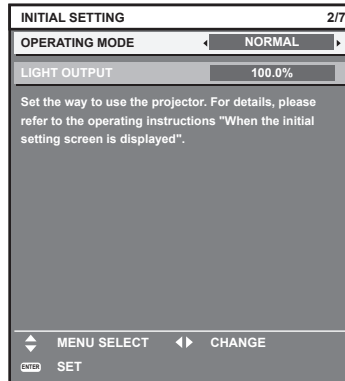 INITIAL SETTING 2/7
OPERATING MODE NORMAL
LIGHT OUTPUT 100.0%
Set the way to use the projector. For details, please
refer to the operating instructions "When the initial
setting screen is displayed".
MENU SELECT CHANGE
ENTER SET